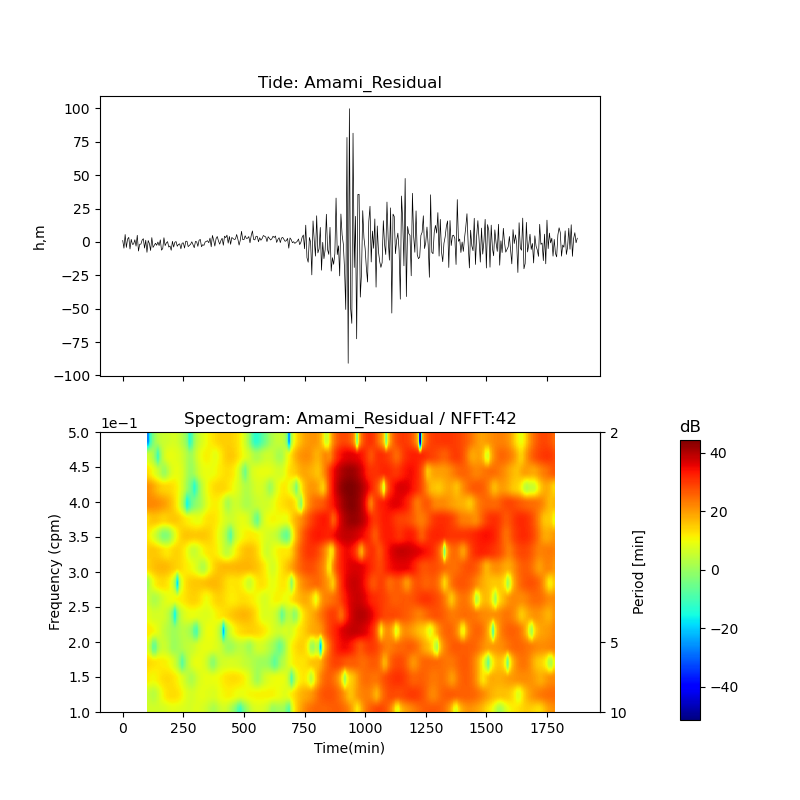 Tide: Amami_Residual
100
75
50
25
0
−25
−50
−75
−100
h,m
Spectogram: Amami_Residual / NFFT:42
1e−1
5.0
4.5
4.0
3.5
3.0
2.5
2.0
1.5
1.0
Frequency (cpm)
0 250 500 750 1000 1250 1500 1750
Time(min)
2
5
10
Period [min]
dB
40
20
0
−20
−40